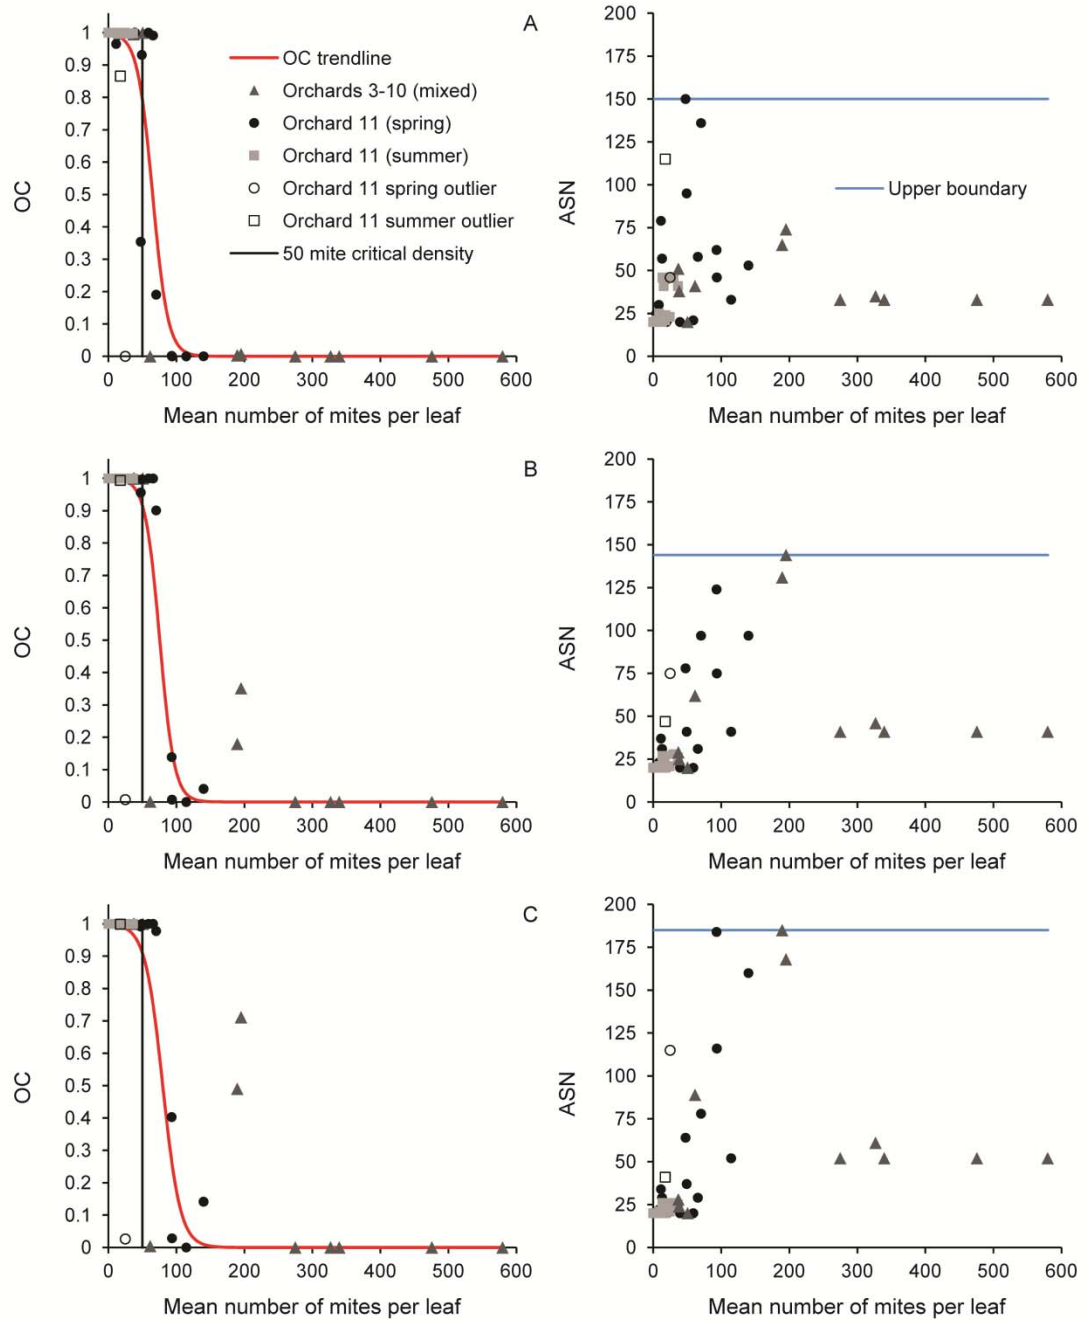 A
OC
1
0.9
0.8
0.7
0.6
0.5
0.4
0.3
0.2
0.1
0
0 100 200 300 400 500 600
Mean number of mites per leaf
OC trendline
Orchards 3-10 (mixed)
Orchard 11 (spring)
Orchard 11 (summer)
Orchard 11 spring outlier
Orchard 11 summer outlier
50 mite critical density
ASN
200
175
150
125
100
75
50
25
0
0 100 200 300 400 500 600
Mean number of mites per leaf
Upper boundary
B
OC
1
0.9
0.8
0.7
0.6
0.5
0.4
0.3
0.2
0.1
0
0 100 200 300 400 500 600
Mean number of mites per leaf
ASN
200
175
150
125
100
75
50
25
0
0 100 200 300 400 500 600
Mean number of mites per leaf
C
OC
1
0.9
0.8
0.7
0.6
0.5
0.4
0.3
0.2
0.1
0
0 100 200 300 400 500 600
Mean number of mites per leaf
ASN
200
175
150
125
100
75
50
25
0
0 100 200 300 400 500 600
Mean number of mites per leaf